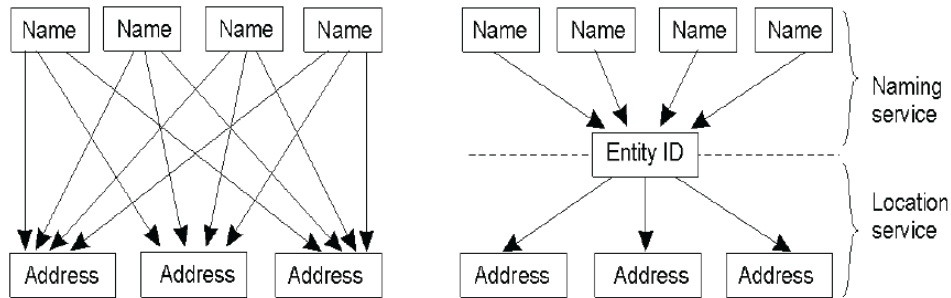 Name Name Name Name Name Name Name Name
Naming
service
Entity ID
Location
service
Address Address Address Address Address Address